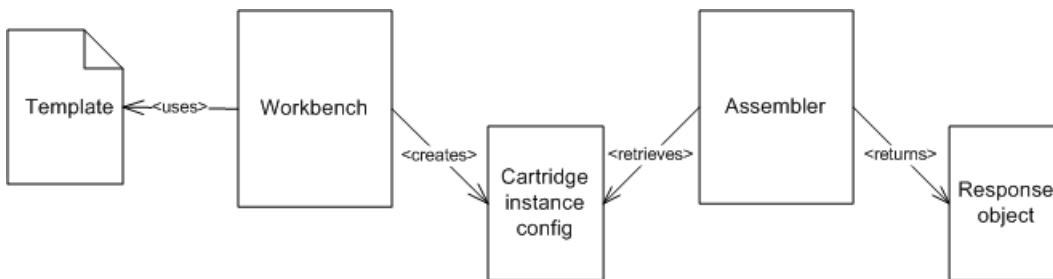 Template
<uses>
Workbench
<creates>
Cartridge
instance
config
<retrieves>
Assembler
<returns>
Response
object